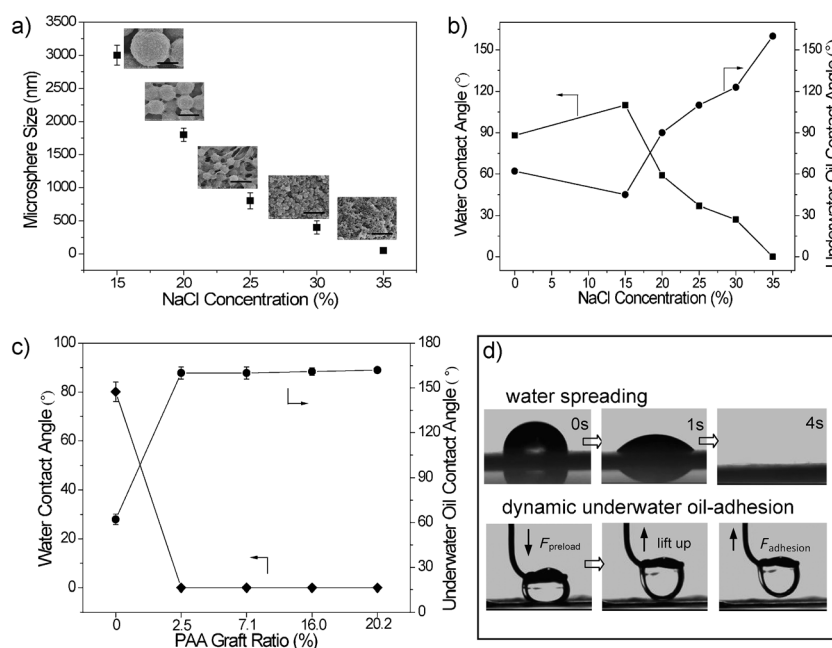 a)
3500
3000
2500
2000
1500
1000
500
0
Microsphere Size (nm)
15 20 25 30 35
NaCl Concentration (%)
b)
150
120
90
60
30
0
Water Contact Angle (°)
150
120
90
60
30
0
Underwater Oil Contact Angle (°)
0 5 10 15 20 25 30 35
NaCl Concentration (%)
c)
100
80
60
40
20
0
Water Contact Angle (°)
180
150
120
90
60
30
0
Underwater Oil Contact Angle (°)
0 2.5 7.1 16.0 20.2
PAA Graft Ratio (%)
d)
water spreading
0s 1s 4s
dynamic underwater oil-adhesion
Fpreload lift up Fadhesion